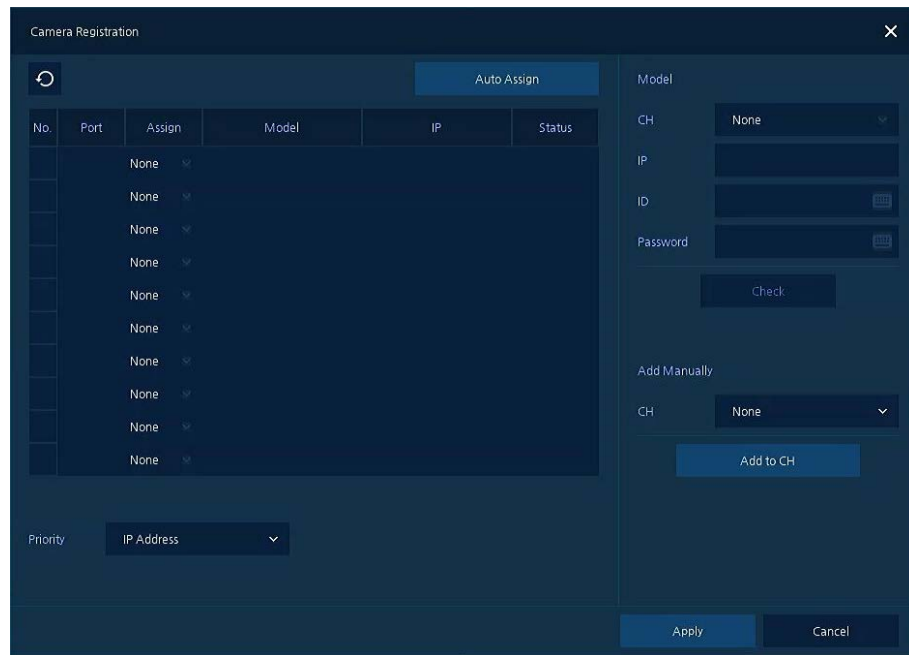 Camera Registration
Auto Assign
No. Port Assign Model IP Status
None
None
None
None
None
None
None
None
None
None
Priority IP Address
Model
CH None
IP
ID
Password
Check
Add Manually
CH None
Add to CH
Apply Cancel